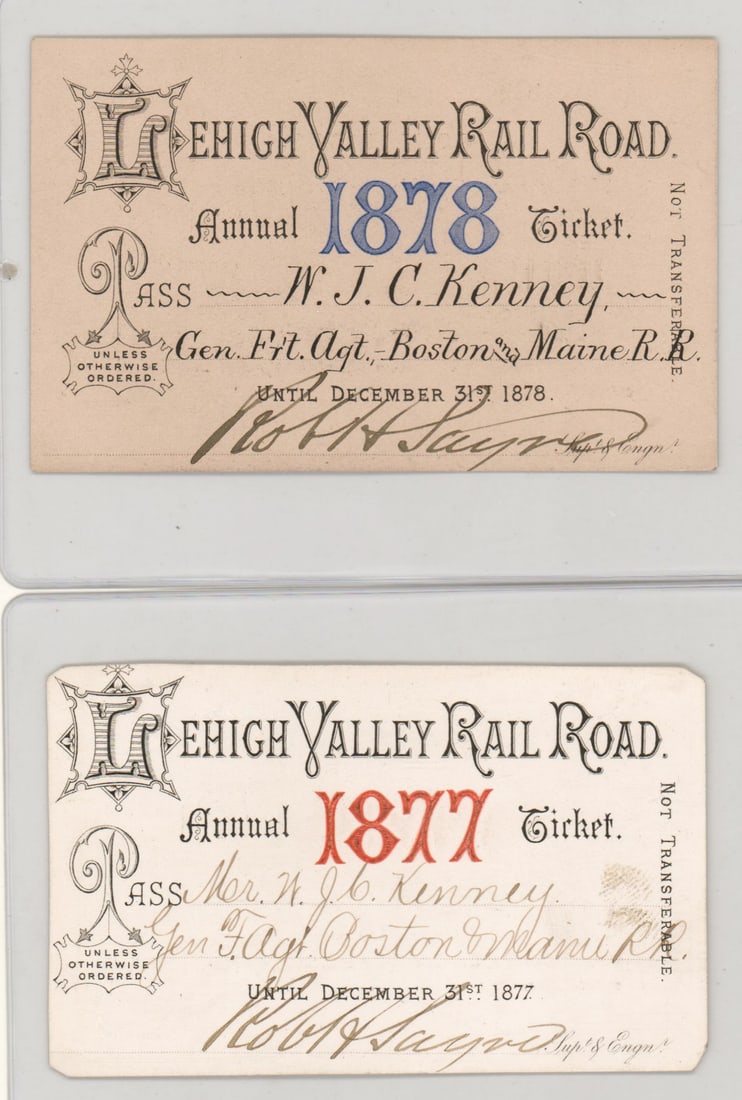 LEHIGH VALLEY RAIL ROAD.
Annual 1878 Ticket.
PASS W. J. C. Kenney,
Gen. Frt. Agt., Boston and Maine R.R.
UNLESS
OTHERWISE
ORDERED.
UNTIL DECEMBER 31ST 1878.
Robt H Sayre Supt. & Engnr.
NOT TRANSFERABLE.
LEHIGH VALLEY RAIL ROAD.
Annual 1877 Ticket.
PASS Mr. W. J. C. Kenney.
Gen F. Agt. Boston & Maine R.R.
UNLESS
OTHERWISE
ORDERED.
UNTIL DECEMBER 31ST 1877
Robt H Sayre Supt. & Engnr.
NOT TRANSFERABLE.